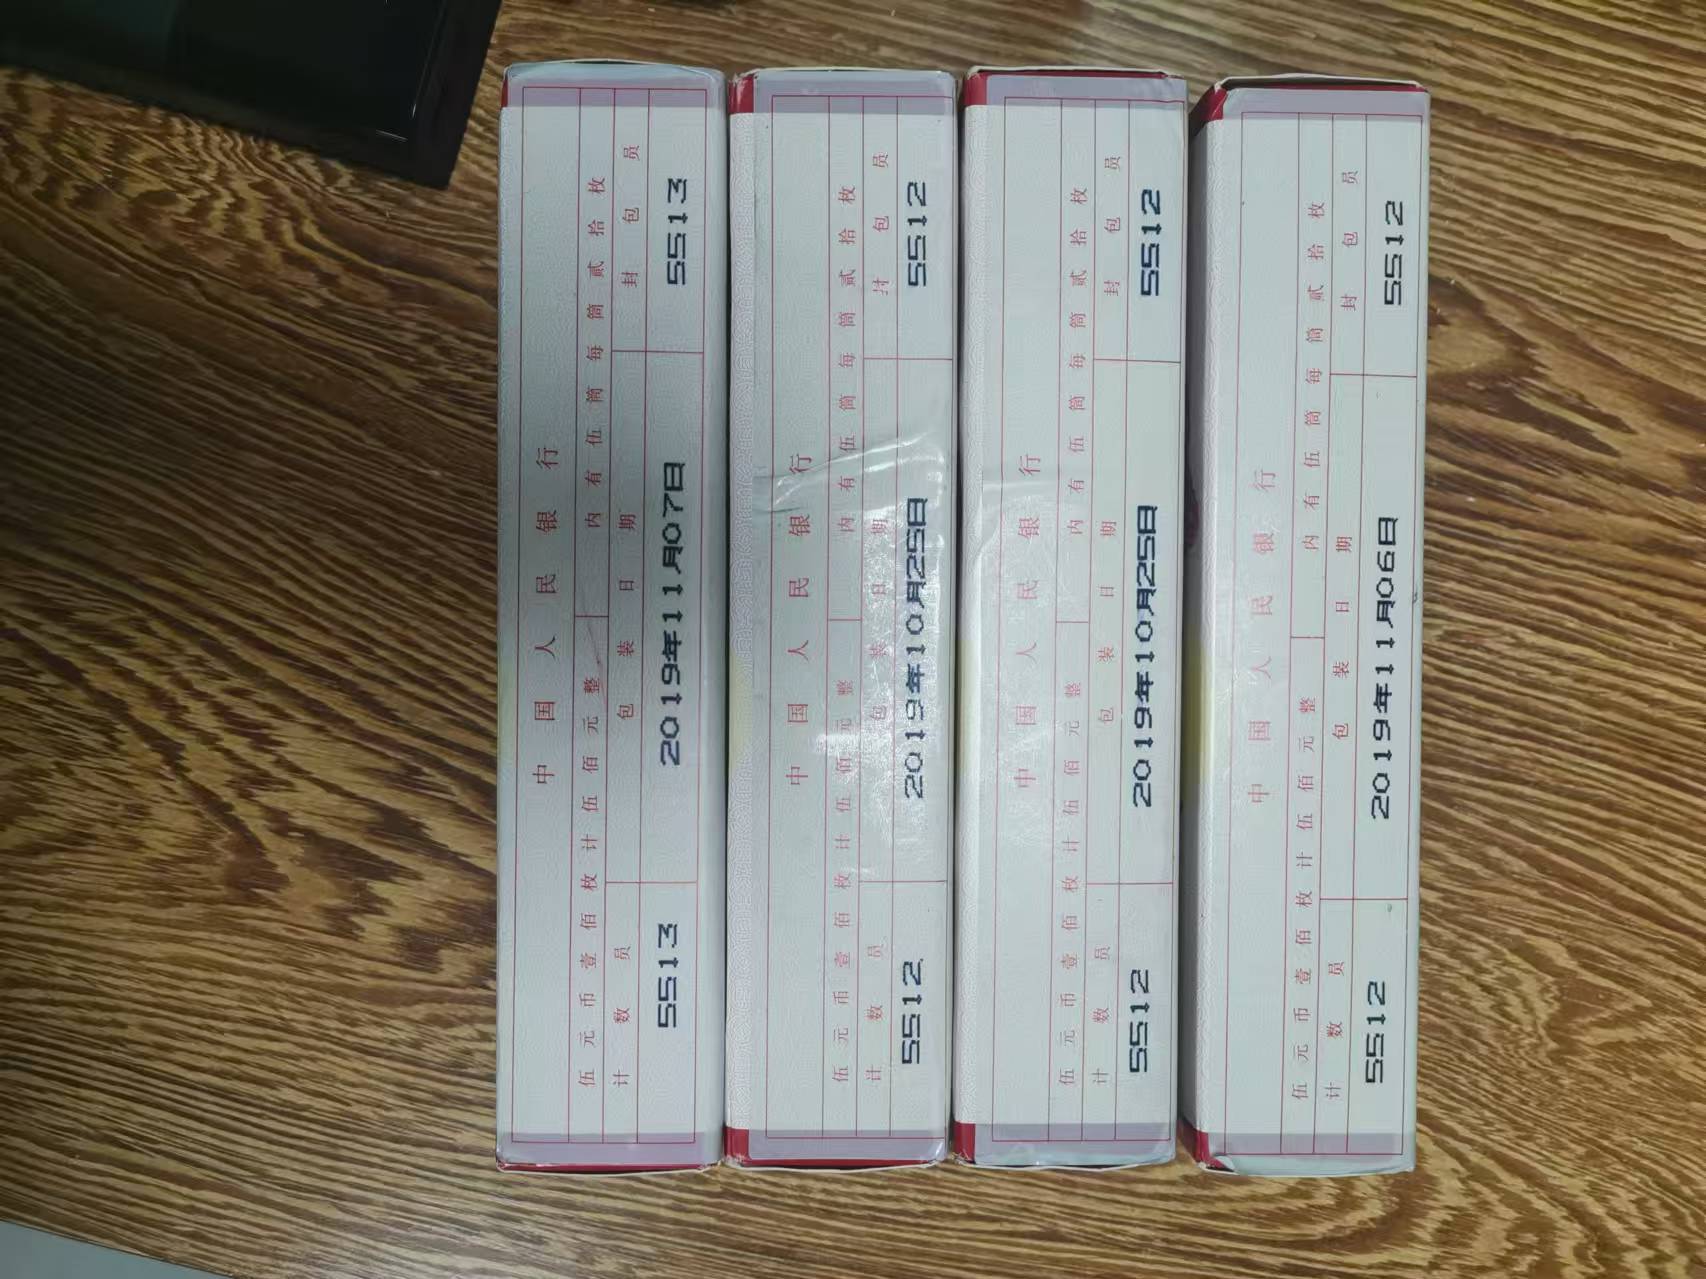 中国人民银行
伍元币壹佰枚计伍佰元整 内有伍筒每筒贰拾枚
计数员 包装日期 封包员
5513 2019年11月07日 5513
中国人民银行
伍元币壹佰枚计伍佰元整 内有伍筒每筒贰拾枚
计数员 包装日期 封包员
5512 2019年10月25日 5512
中国人民银行
伍元币壹佰枚计伍佰元整 内有伍筒每筒贰拾枚
计数员 包装日期 封包员
5512 2019年10月25日 5512
中国人民银行
伍元币壹佰枚计伍佰元整 内有伍筒每筒贰拾枚
计数员 包装日期 封包员
5512 2019年11月06日 5512